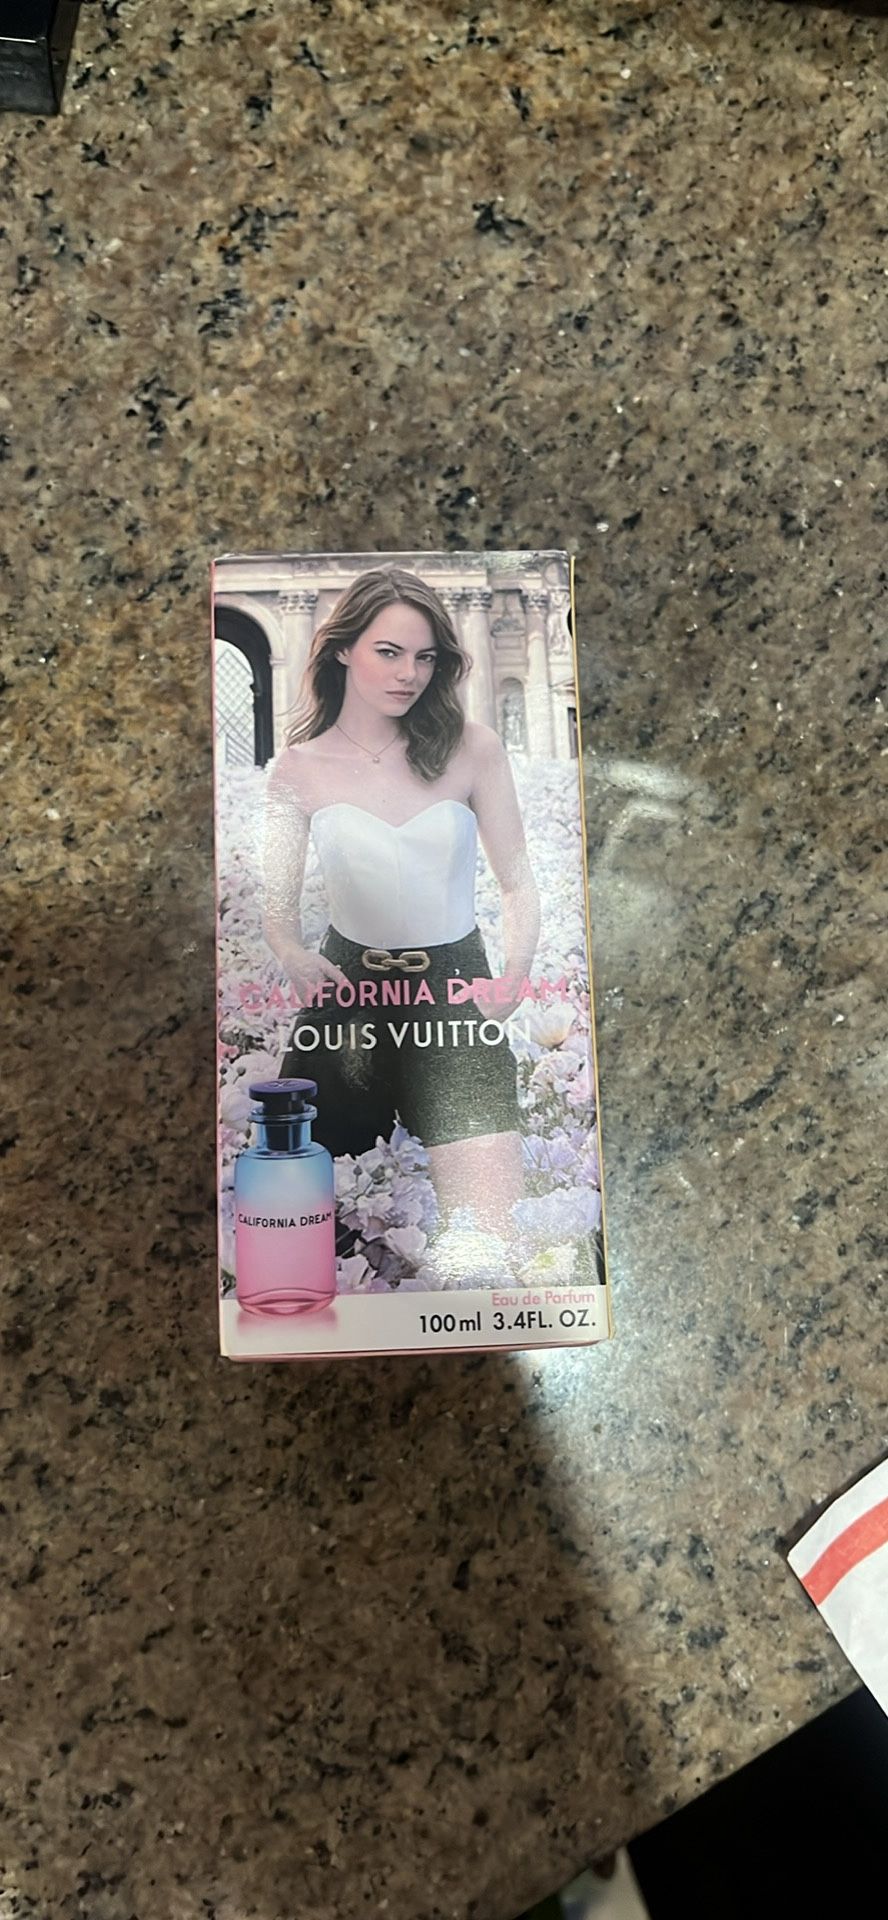 CALIFORNIA DREAM
LOUIS VUITTON
CALIFORNIA DREAM
Eau de Parfum
100ml 3.4FL. OZ.